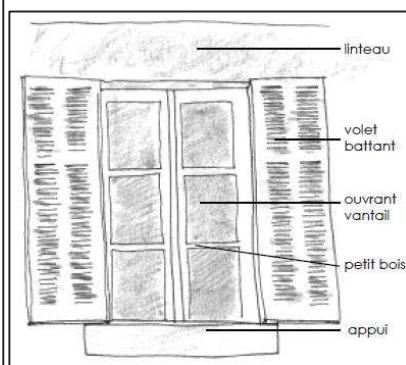 linteau
volet
battant
ouvrant
vantail
petit bois
appui